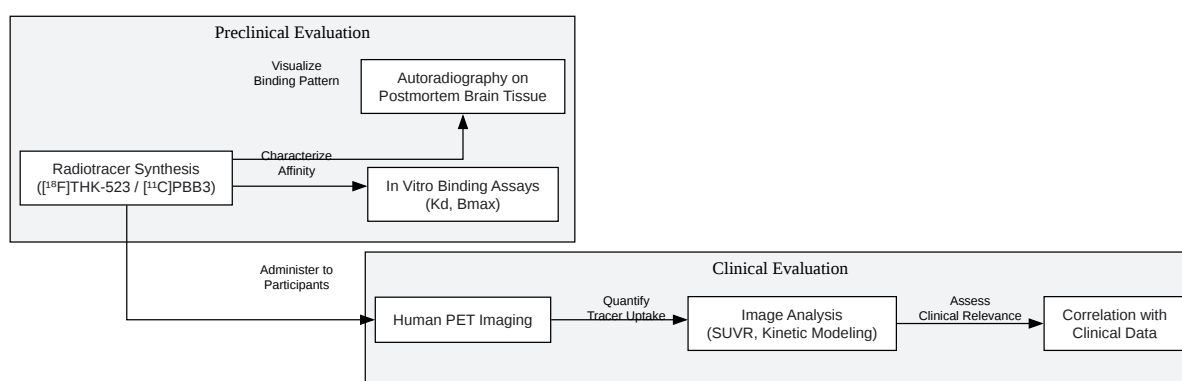 Preclinical Evaluation
Visualize
Binding Pattern
Autoradiography on
Postmortem Brain Tissue
Characterize
Affinity
Radiotracer Synthesis
([¹⁸F]THK-523 / [¹¹C]PBB3)
In Vitro Binding Assays
(Kd, Bmax)
Administer to
Participants
Clinical Evaluation
Human PET Imaging
Quantify
Tracer Uptake
Image Analysis
(SUVR, Kinetic Modeling)
Assess
Clinical Relevance
Correlation with
Clinical Data